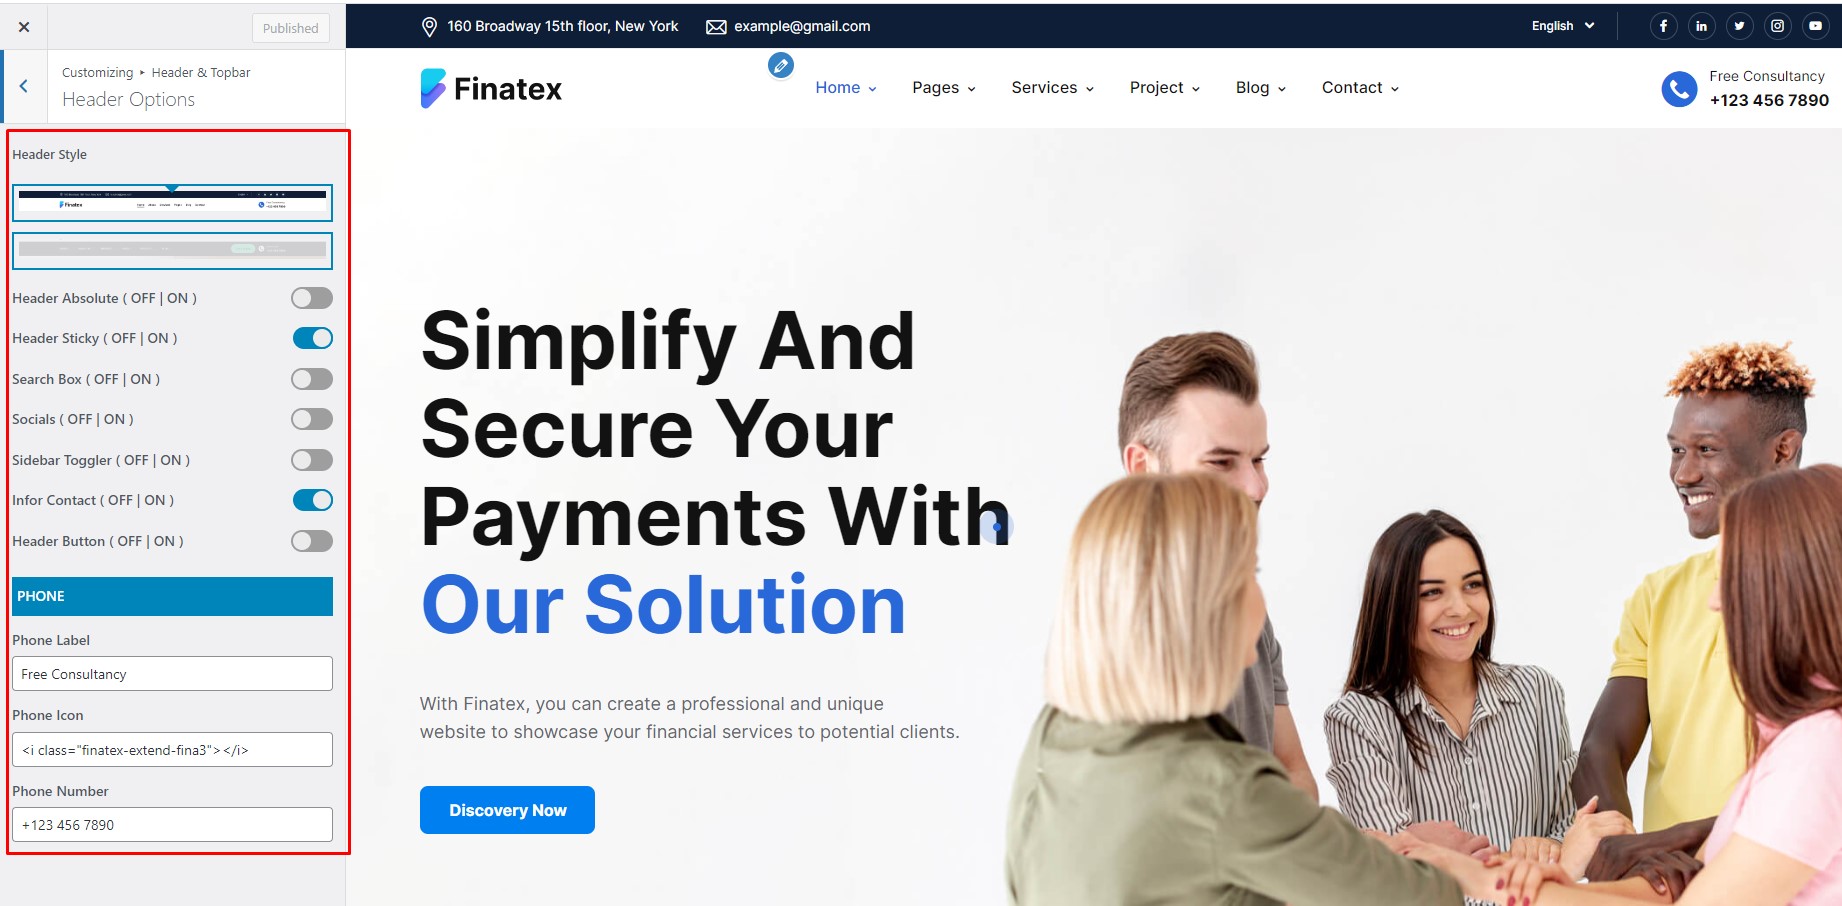 Published
Customizing ▸ Header & Topbar
Header Options
Header Style
Header Absolute ( OFF | ON )
Header Sticky ( OFF | ON )
Search Box ( OFF | ON )
Socials ( OFF | ON )
Sidebar Toggler ( OFF | ON )
Infor Contact ( OFF | ON )
Header Button ( OFF | ON )
PHONE
Phone Label
Free Consultancy
Phone Icon
<i class="finatex-extend-fina3"></i>
Phone Number
+123 456 7890
160 Broadway 15th floor, New York example@gmail.com English
Finatex Home Pages Services Project Blog Contact
Free Consultancy
+123 456 7890
Simplify And
Secure Your
Payments With
Our Solution
With Finatex, you can create a professional and unique
website to showcase your financial services to potential clients.
Discovery Now